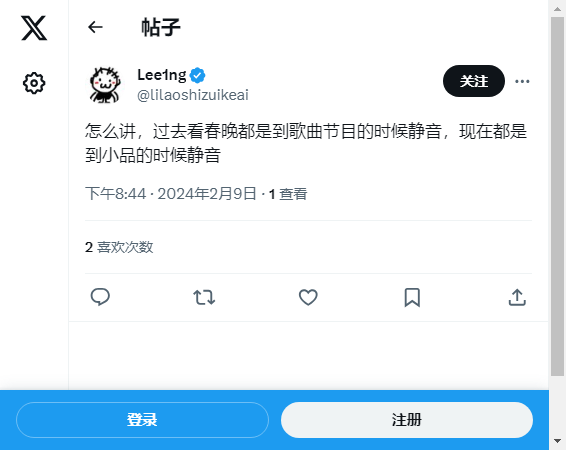 帖子
Lee1ng
@lilaoshizuikeai
关注
怎么讲，过去看春晚都是到歌曲节目的时候静音，现在都是
到小品的时候静音
下午8:44 · 2024年2月9日 · 1 查看
2 喜欢次数
登录
注册